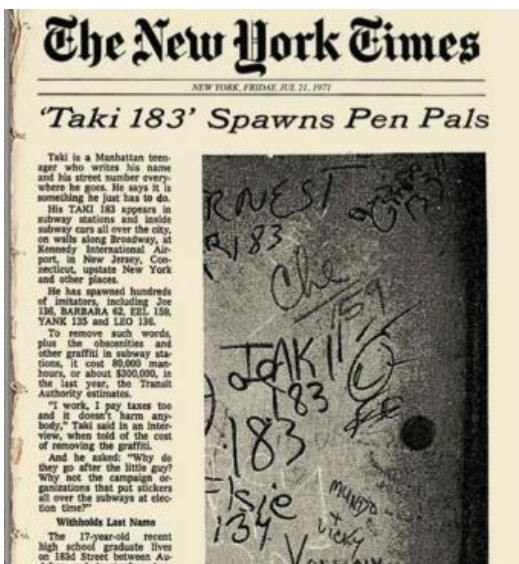 The New York Times
NEW YORK, FRIDAY, JUL 21, 1971
‘Taki 183’ Spawns Pen Pals
Taki is a Manhattan teen-
ager who writes his name
and his street number every-
where he goes. He says it is
something he just has to do.
His TAKI 183 appears in
subway stations and inside
subway cars all over the city,
on walls along Broadway, at
Kennedy International Air-
port, in New Jersey, Con-
necticut, upstate New York
and other places.
He has spawned hundreds
of imitators, including Joe
136, BARBARA 62, EEL 159,
YANK 135 and LEO 136.
To remove such words,
plus the obscenities and
other graffiti in subway sta-
tions, it cost 80,000 man-
hours, or about $300,000, in
the last year, the Transit
Authority estimates.
"I work, I pay taxes too
and it doesn't harm any-
body," Taki said in an inter-
view, when told of the cost
of removing the graffiti.
And he asked: "Why do
they go after the little guy?
Why not the campaign or-
ganizations that put stickers
all over the subways at elec-
tion time?"
Withholds Last Name
The 17-year-old recent
high school graduate lives
on 183d Street between Au-
RNEST
183
Che
159
TAKI
183
183
Elsie
134
MUNDO
+
VICKY